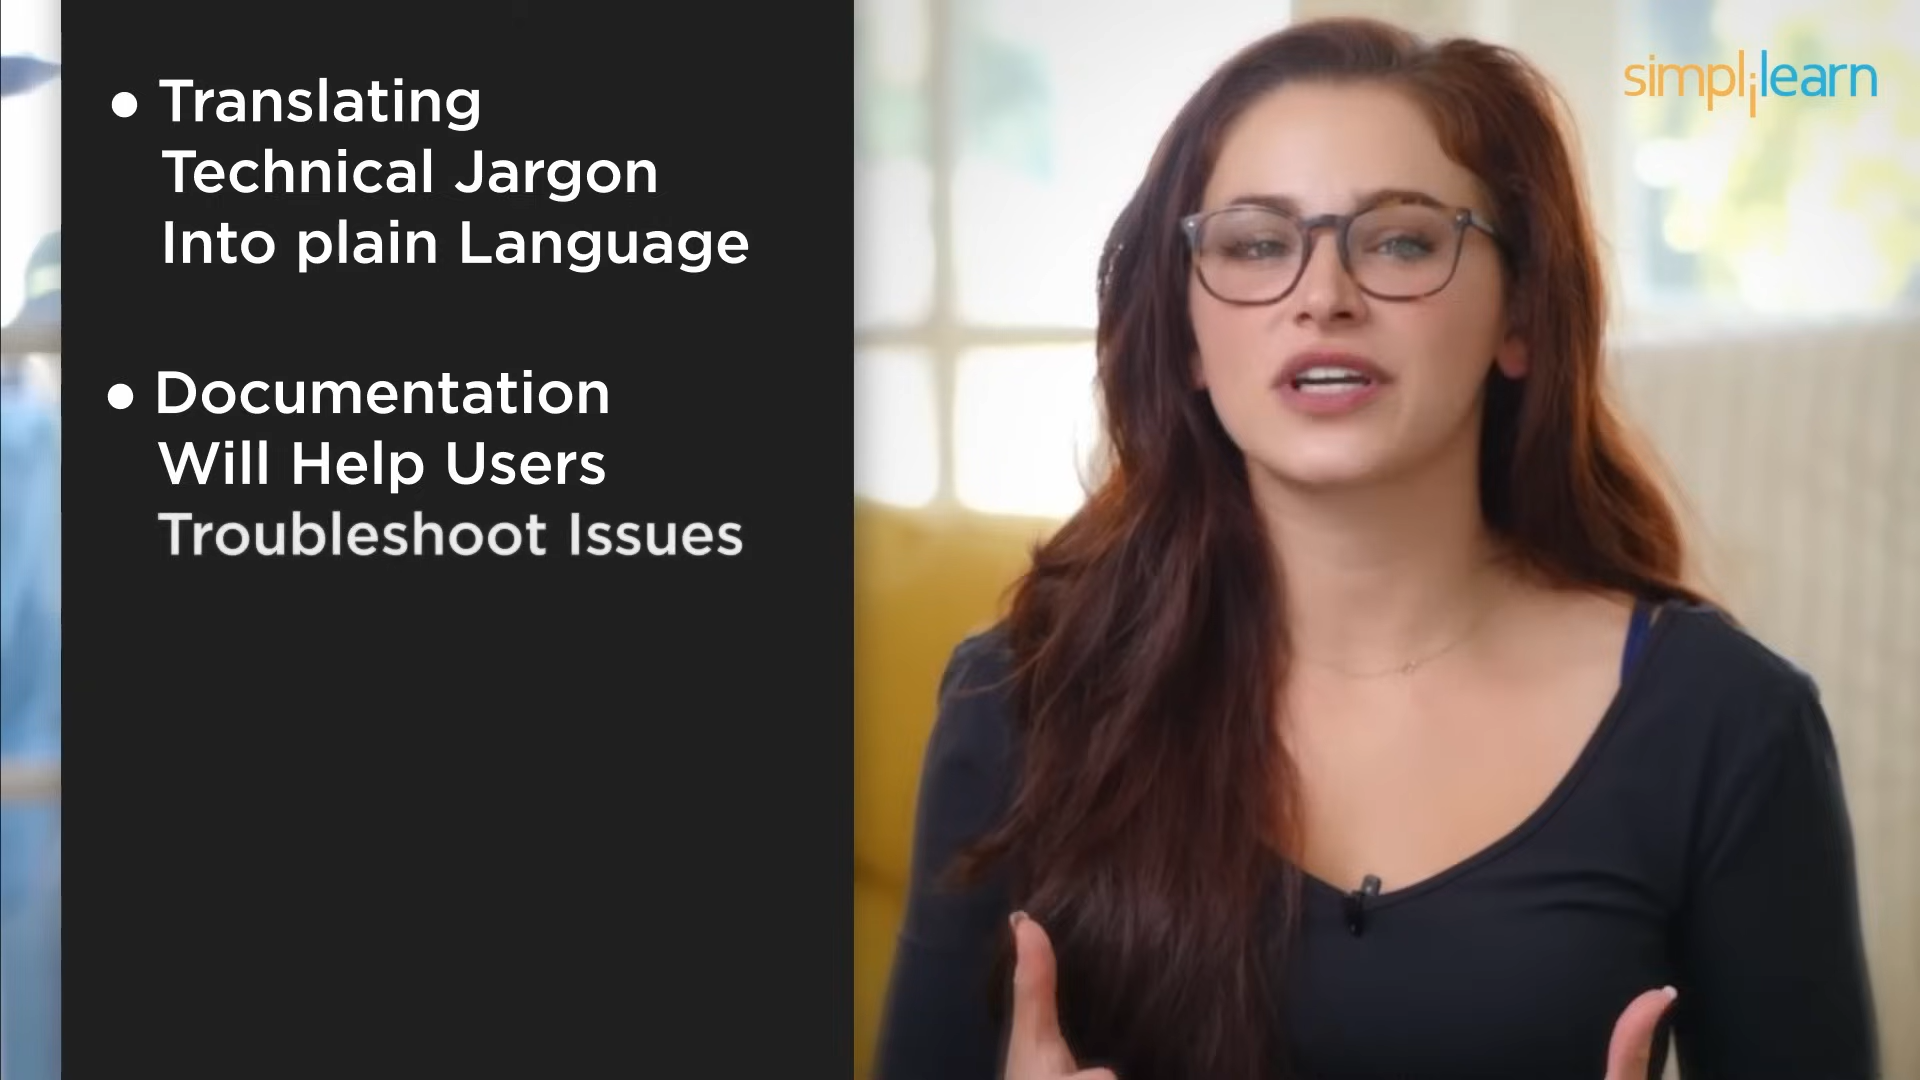 • Translating
Technical Jargon
Into plain Language
• Documentation
Will Help Users
Troubleshoot Issues
simplilearn